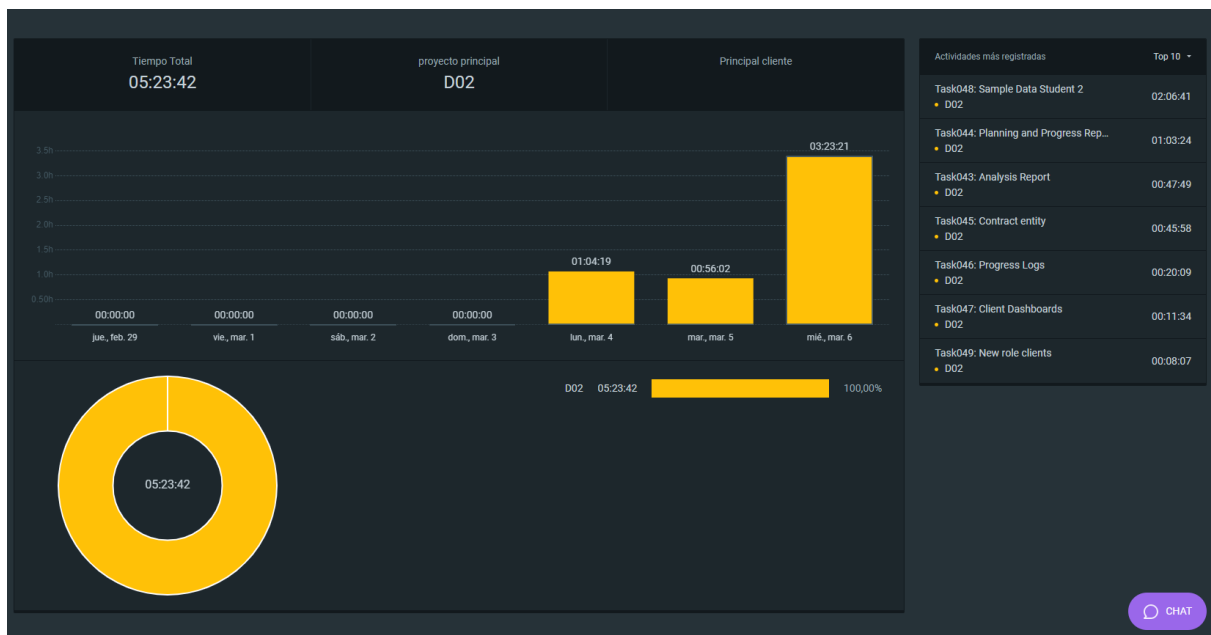 Tiempo Total
05:23:42
proyecto principal
D02
Principal cliente
3.5h
3.0h
2.5h
2.0h
1.5h
1.0h
0.50h
00:00:00
00:00:00
00:00:00
00:00:00
01:04:19
00:56:02
03:23:21
jue., feb. 29
vie., mar. 1
sáb., mar. 2
dom., mar. 3
lun., mar. 4
mar., mar. 5
mié., mar. 6
05:23:42
D02 05:23:42 100,00%
Actividades más registradas Top 10
Task048: Sample Data Student 2 02:06:41
D02
Task044: Planning and Progress Rep... 01:03:24
D02
Task043: Analysis Report 00:47:49
D02
Task045: Contract entity 00:45:58
D02
Task046: Progress Logs 00:20:09
D02
Task047: Client Dashboards 00:11:34
D02
Task049: New role clients 00:08:07
D02
CHAT